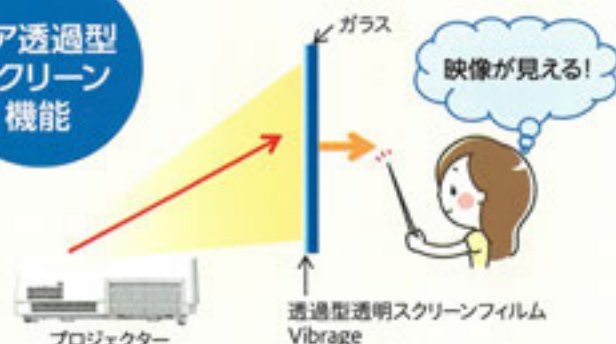 ア透過型
クリーン
機能
ガラス
映像が見える!
プロジェクター
透過型透明スクリーンフィルム
Vibrage